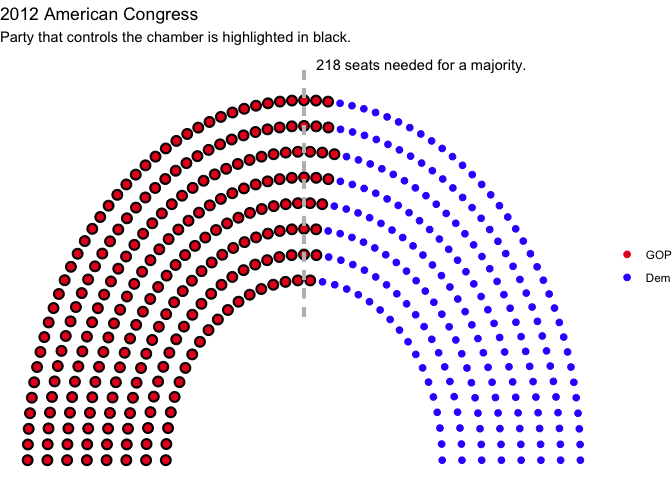 2012 American Congress
Party that controls the chamber is highlighted in black.
218 seats needed for a majority.
GOP
Dem